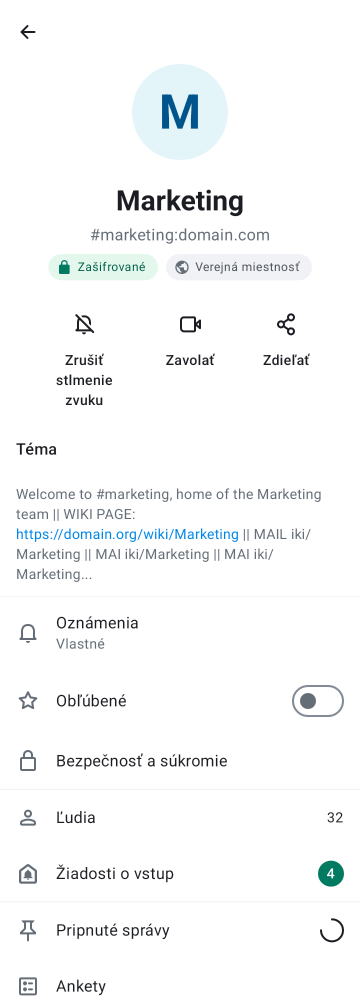 M
Marketing
#marketing:domain.com
Zašifrované
Verejná miestnosť
Zrušiť
stlmenie
zvuku
Zavolať
Zdieľať
Téma
Welcome to #marketing, home of the Marketing
team || WIKI PAGE:
https://domain.org/wiki/Marketing || MAIL iki/
Marketing || MAI iki/Marketing || MAI iki/
Marketing...
Oznámenia
Vlastné
Obľúbené
Bezpečnosť a súkromie
Ľudia 32
Žiadosti o vstup 4
Pripnuté správy
Ankety